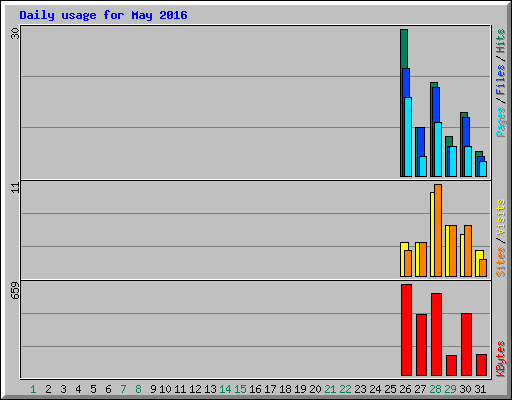 Daily usage for May 2016
30
Pages / Files / Hits
11
Sites / Visits
659
KBytes
1 2 3 4 5 6 7 8 9 10 11 12 13 14 15 16 17 18 19 20 21 22 23 24 25 26 27 28 29 30 31